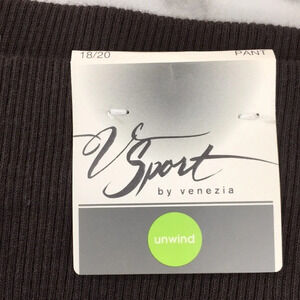 18/20 PANT
V Sport
by venezia
unwind